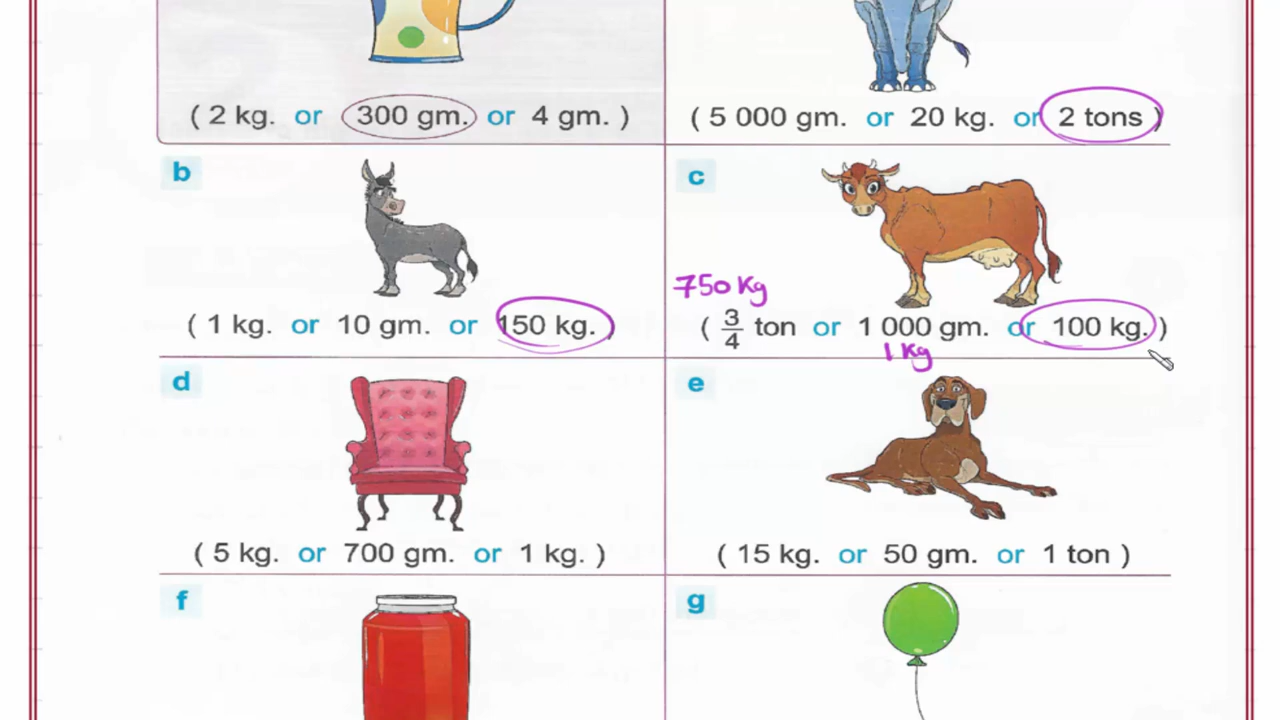 ( 2 kg. or 300 gm. or 4 gm. )
( 5 000 gm. or 20 kg. or 2 tons )
b
( 1 kg. or 10 gm. or 150 kg. )
c
750 Kg
( 3/4 ton or 1 000 gm. or 100 kg. )
1 Kg
d
( 5 kg. or 700 gm. or 1 kg. )
e
( 15 kg. or 50 gm. or 1 ton )
f
g